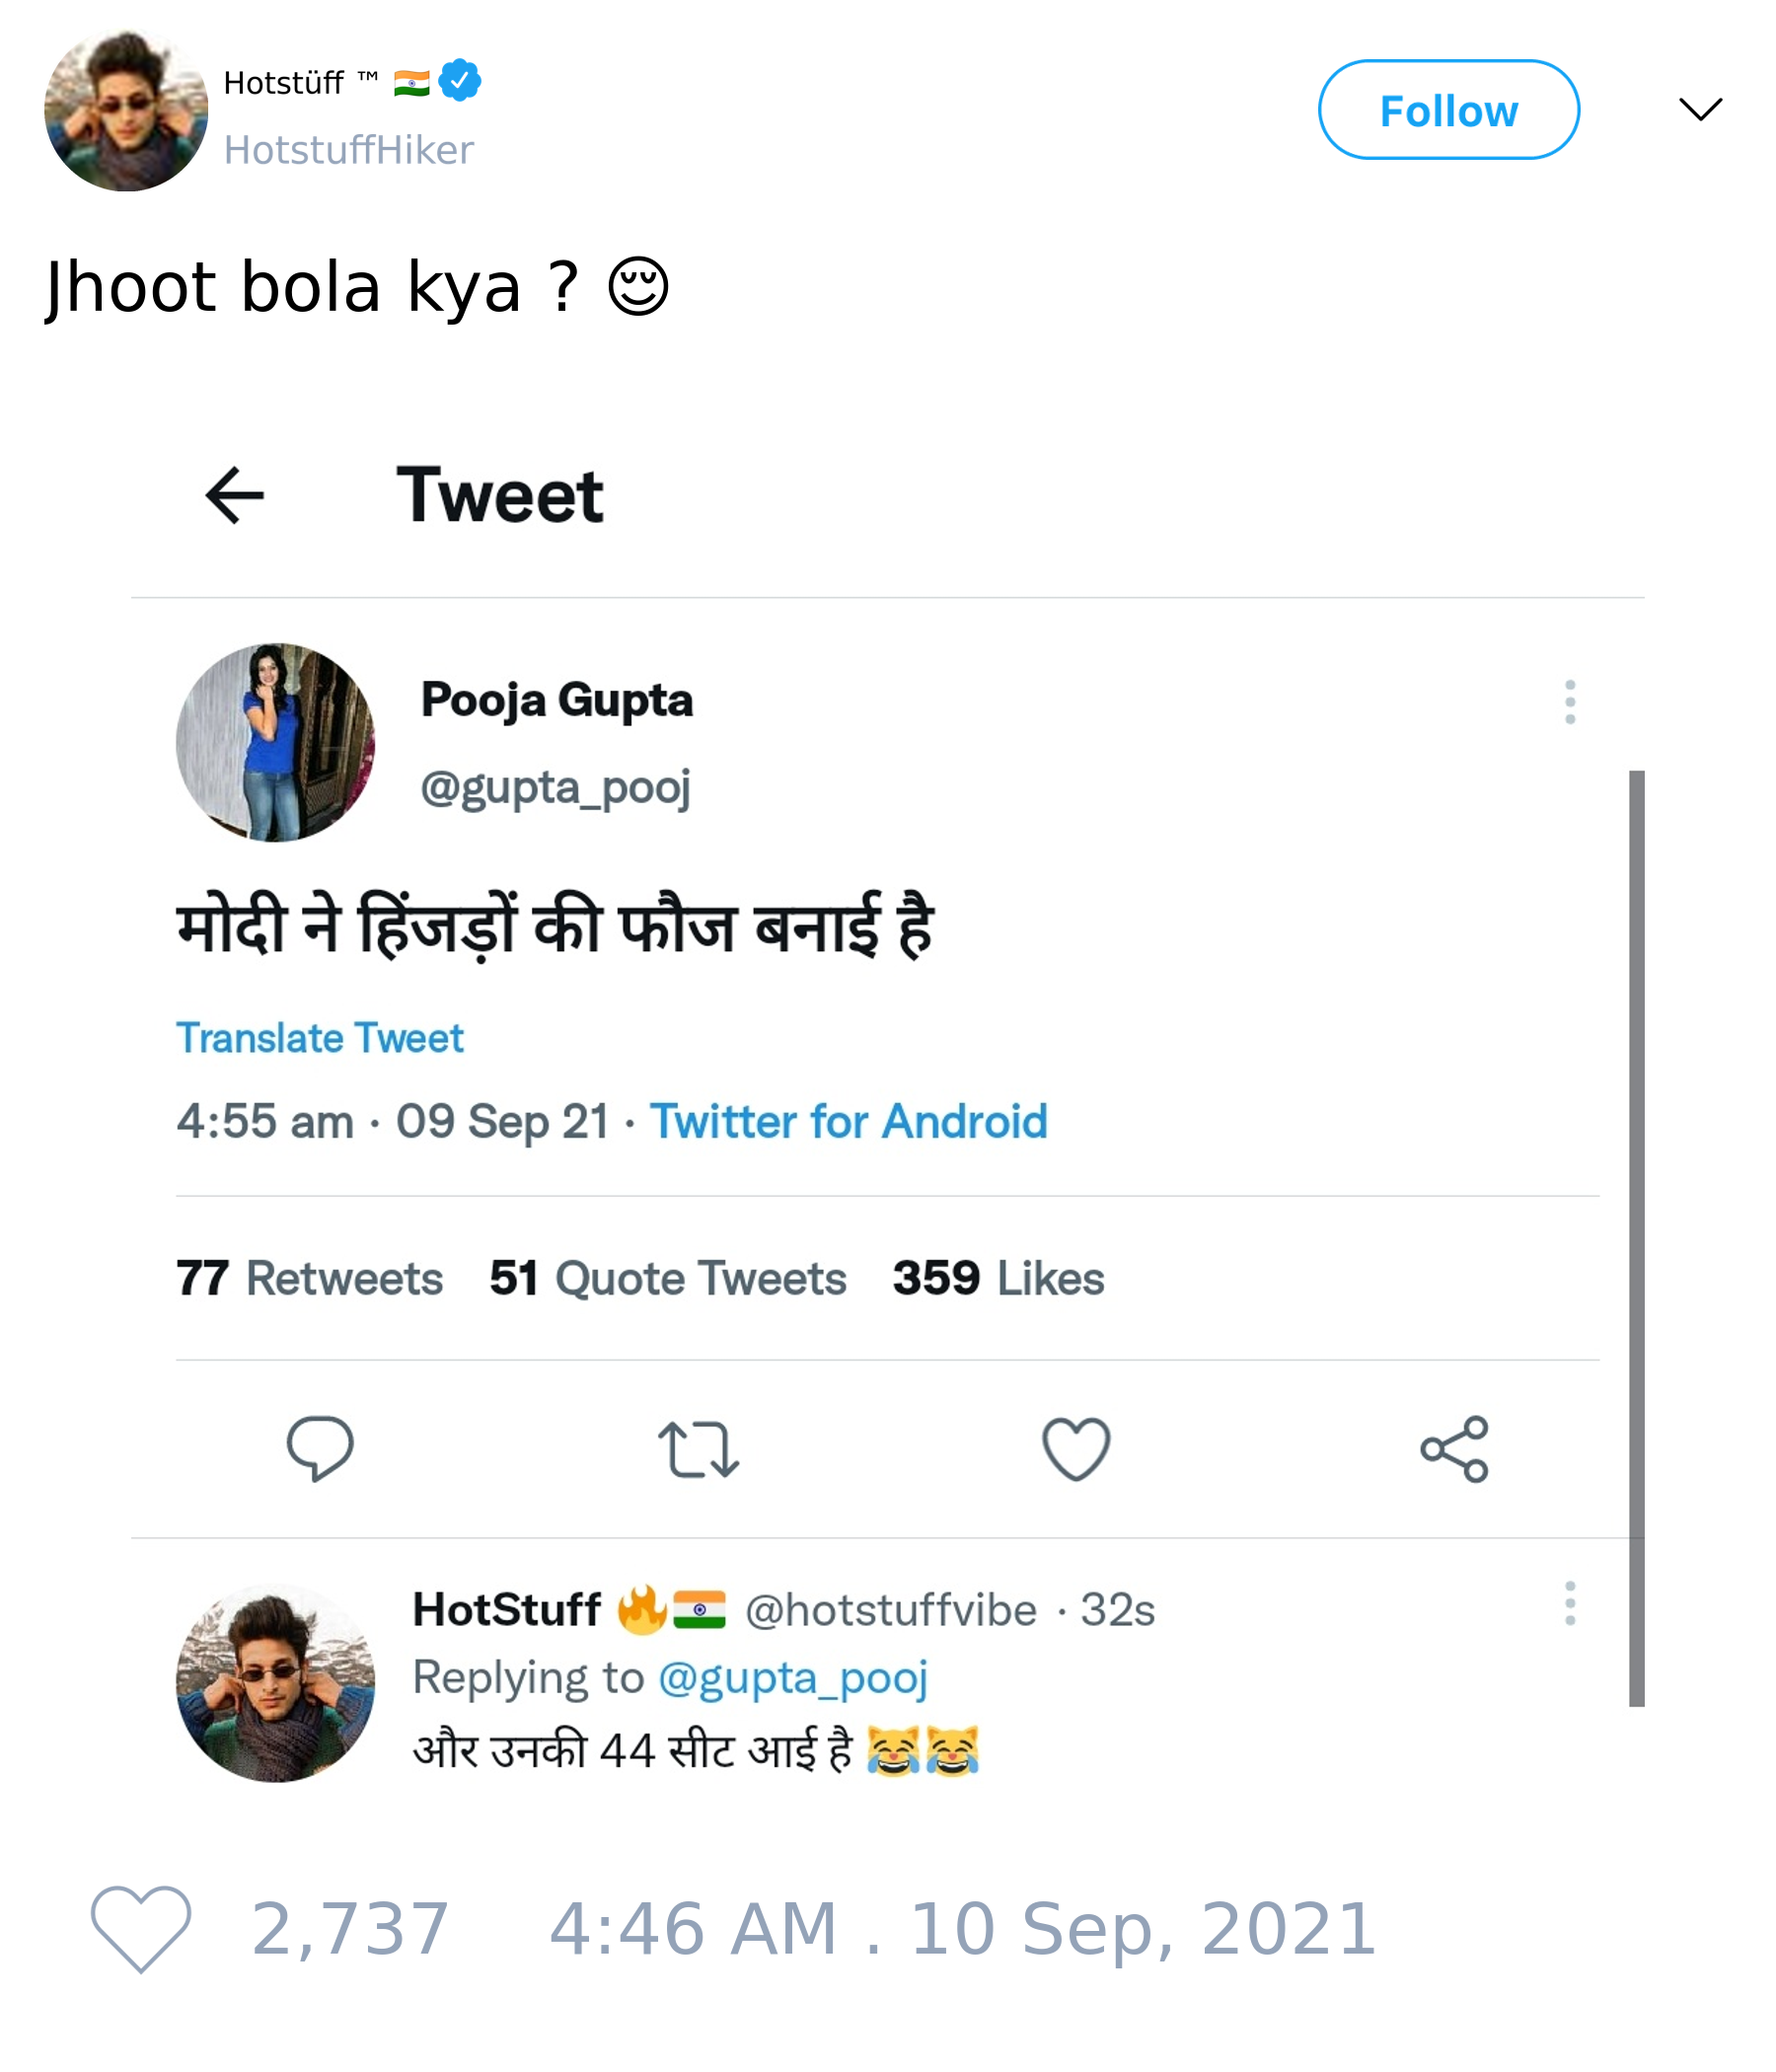 Hotstüff ™ 🇮🇳
HotstuffHiker
Follow
Jhoot bola kya ? 😌
Tweet
Pooja Gupta
@gupta_pooj
मोदी ने हिंजड़ों की फौज बनाई है
Translate Tweet
4:55 am · 09 Sep 21 · Twitter for Android
77 Retweets 51 Quote Tweets 359 Likes
HotStuff 🔥🇮🇳 @hotstuffvibe · 32s
Replying to @gupta_pooj
और उनकी 44 सीट आई है 😹😹
2,737 4:46 AM . 10 Sep, 2021